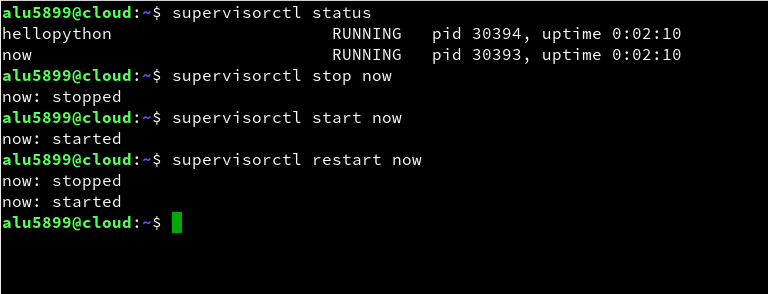 alu5899@cloud:~$ supervisorctl status
hellopython                      RUNNING   pid 30394, uptime 0:02:10
now                              RUNNING   pid 30393, uptime 0:02:10
alu5899@cloud:~$ supervisorctl stop now
now: stopped
alu5899@cloud:~$ supervisorctl start now
now: started
alu5899@cloud:~$ supervisorctl restart now
now: stopped
now: started
alu5899@cloud:~$